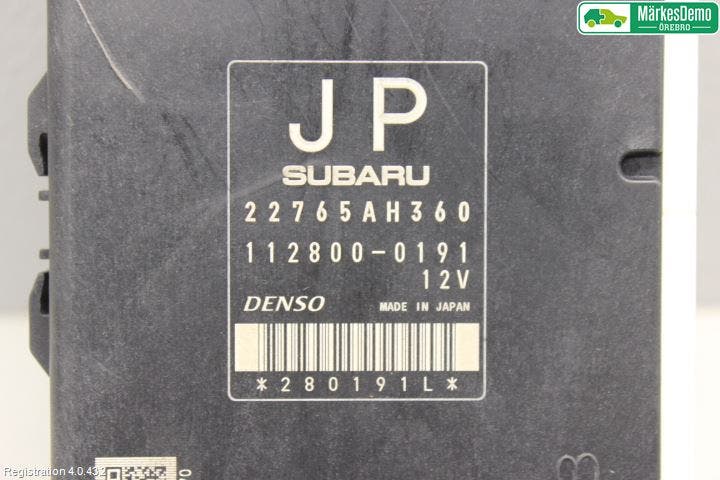 MärkesDemo
ÖREBRO
JP
SUBARU
22765AH360
112800-0191
12V
DENSO MADE IN JAPAN
*280191L*
Registration 4.0.432